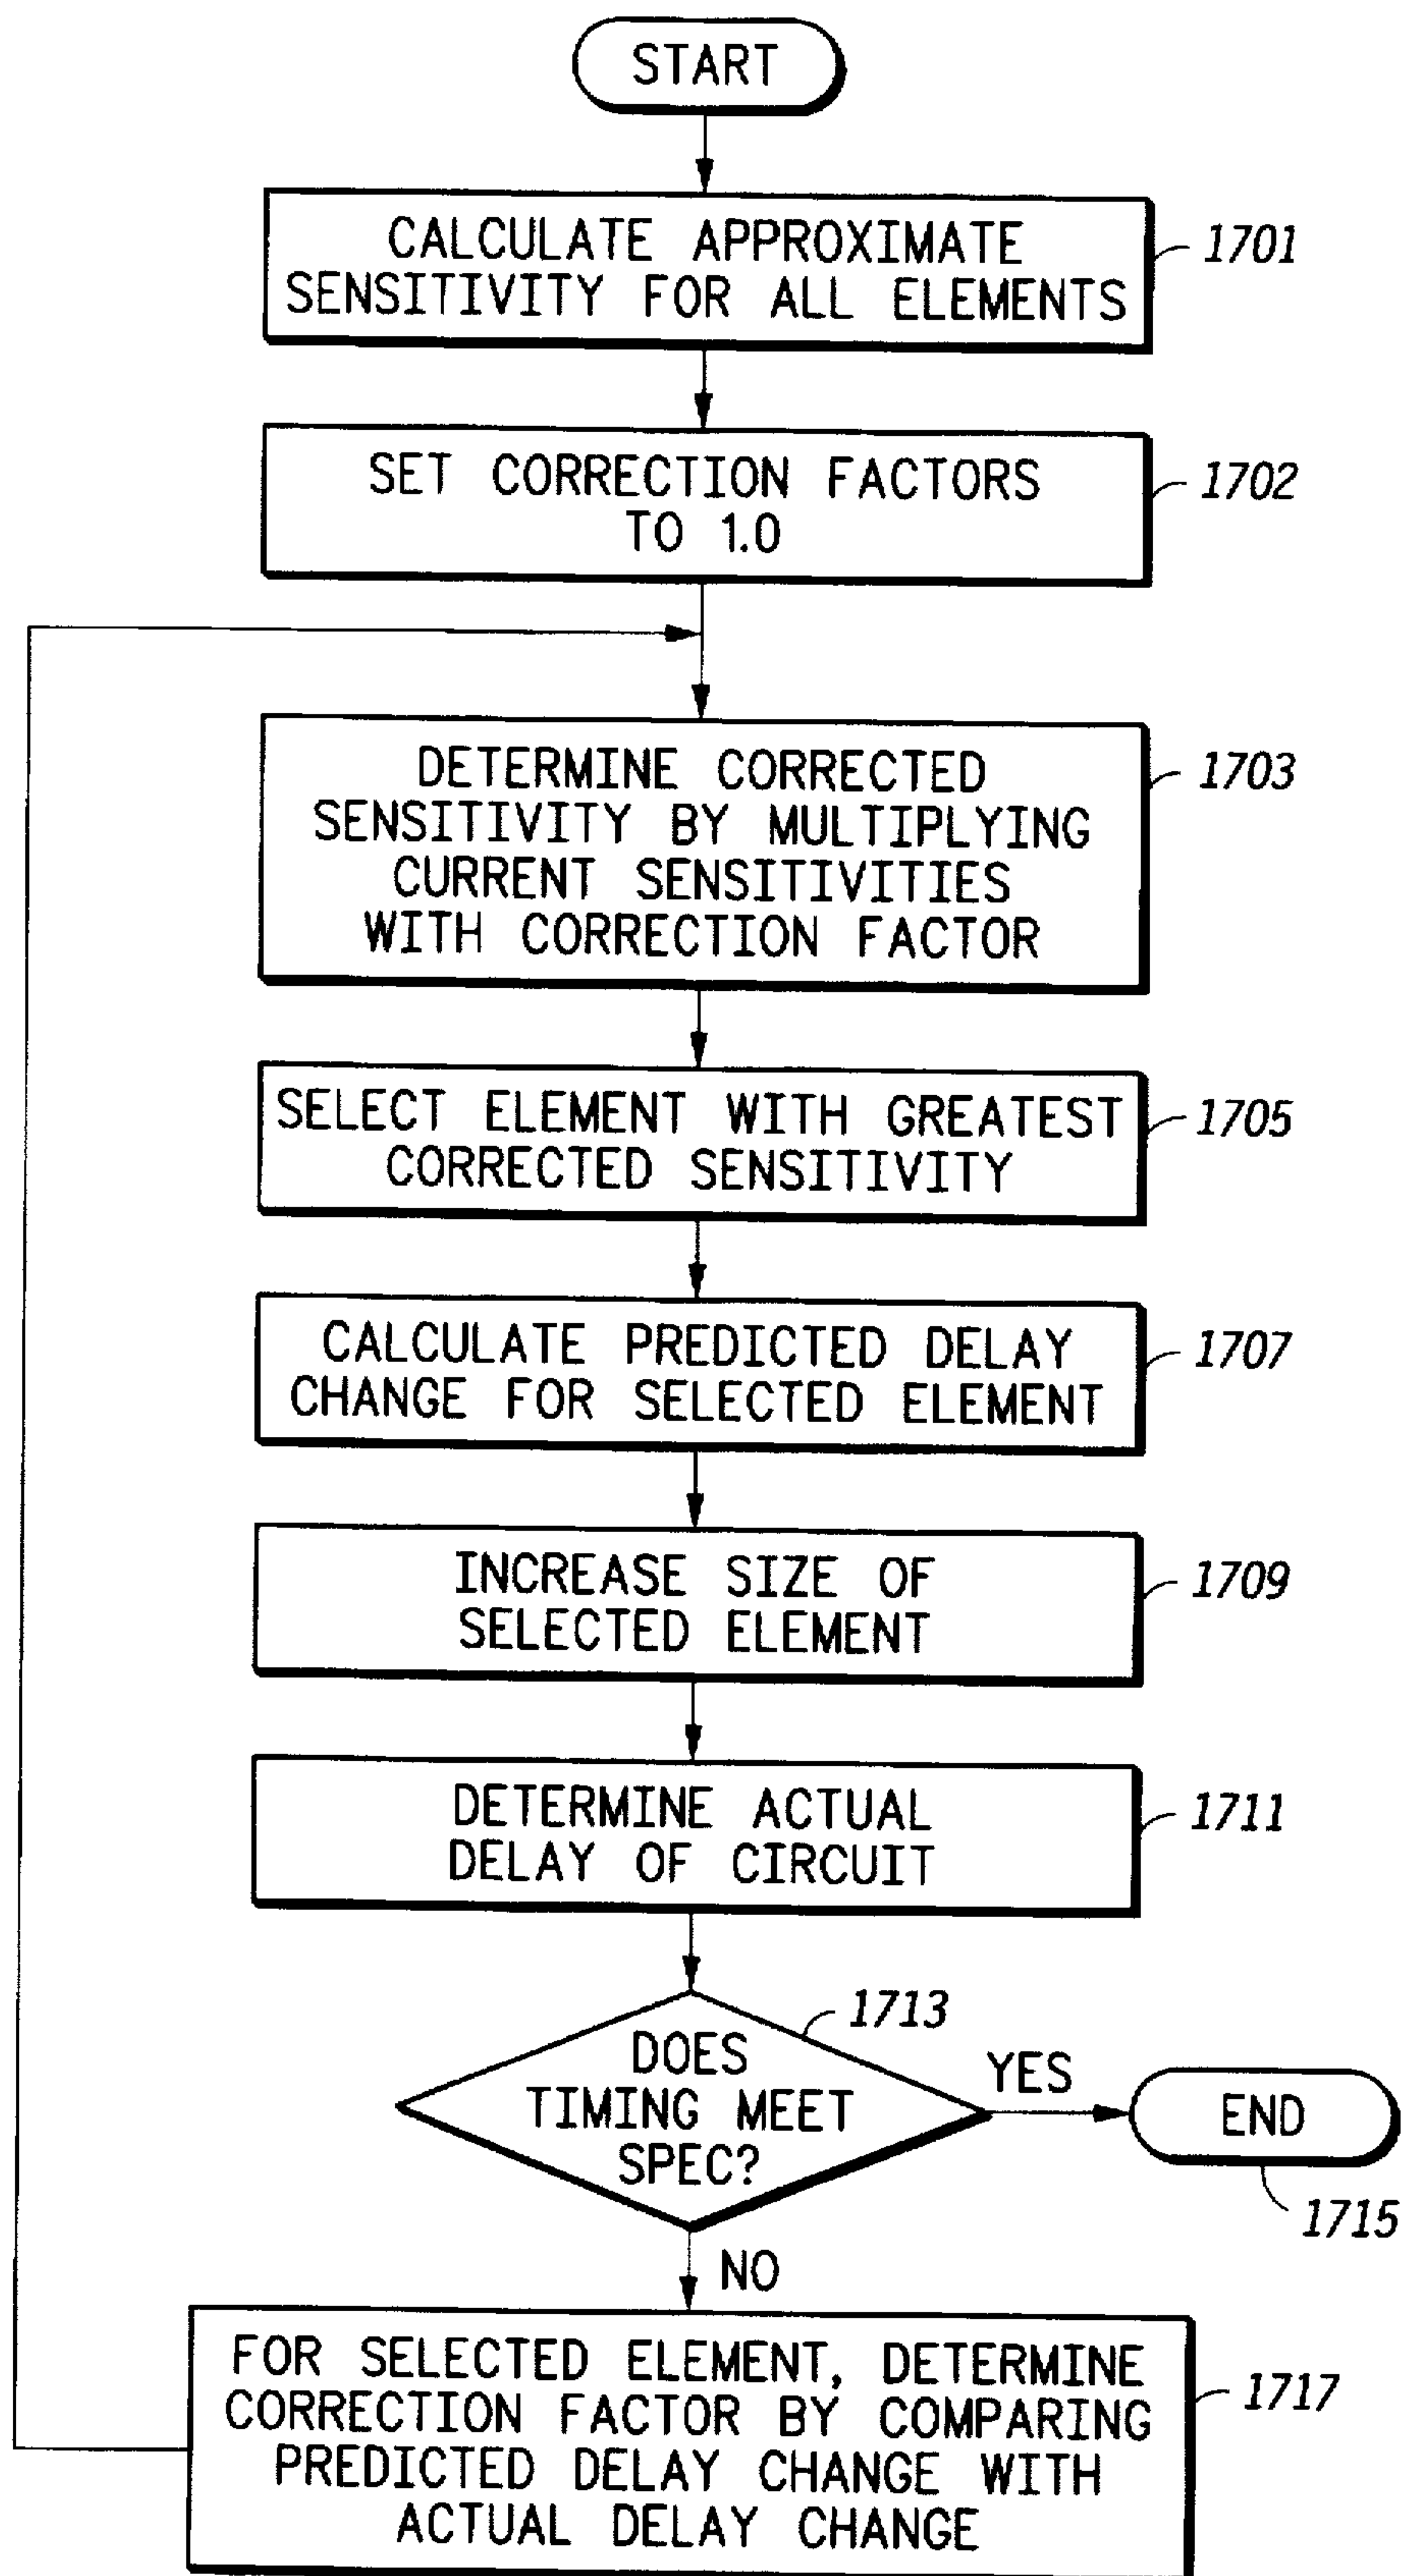 START
CALCULATE APPROXIMATE
SENSITIVITY FOR ALL ELEMENTS
1701
SET CORRECTION FACTORS
TO 1.0
1702
DETERMINE CORRECTED
SENSITIVITY BY MULTIPLYING
CURRENT SENSITIVITIES
WITH CORRECTION FACTOR
1703
SELECT ELEMENT WITH GREATEST
CORRECTED SENSITIVITY
1705
CALCULATE PREDICTED DELAY
CHANGE FOR SELECTED ELEMENT
1707
INCREASE SIZE OF
SELECTED ELEMENT
1709
DETERMINE ACTUAL
DELAY OF CIRCUIT
1711
1713
DOES
TIMING MEET
SPEC?
YES
END
1715
NO
FOR SELECTED ELEMENT, DETERMINE
CORRECTION FACTOR BY COMPARING
PREDICTED DELAY CHANGE WITH
ACTUAL DELAY CHANGE
1717